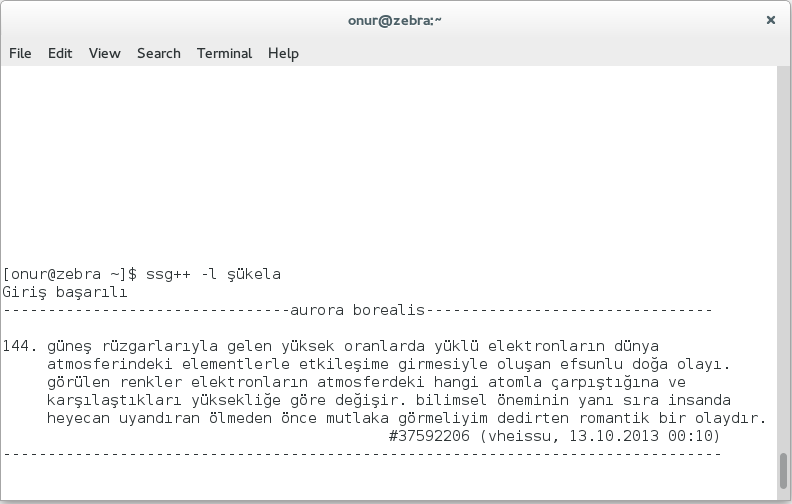 onur@zebra:~
File Edit View Search Terminal Help
[onur@zebra ~]$ ssg++ -l şükela
Giriş başarılı
--------------------------------aurora borealis--------------------------------
144. güneş rüzgarlarıyla gelen yüksek oranlarda yüklü elektronların dünya
atmosferindeki elementlerle etkileşime girmesiyle oluşan efsunlu doğa olayı.
görülen renkler elektronların atmosferdeki hangi atomla çarpıştığına ve
karşılaştıkları yüksekliğe göre değişir. bilimsel öneminin yanı sıra insanda
heyecan uyandıran ölmeden önce mutlaka görmeliyim dedirten romantik bir olaydır.
#37592206 (vheissu, 13.10.2013 00:10)
--------------------------------------------------------------------------------